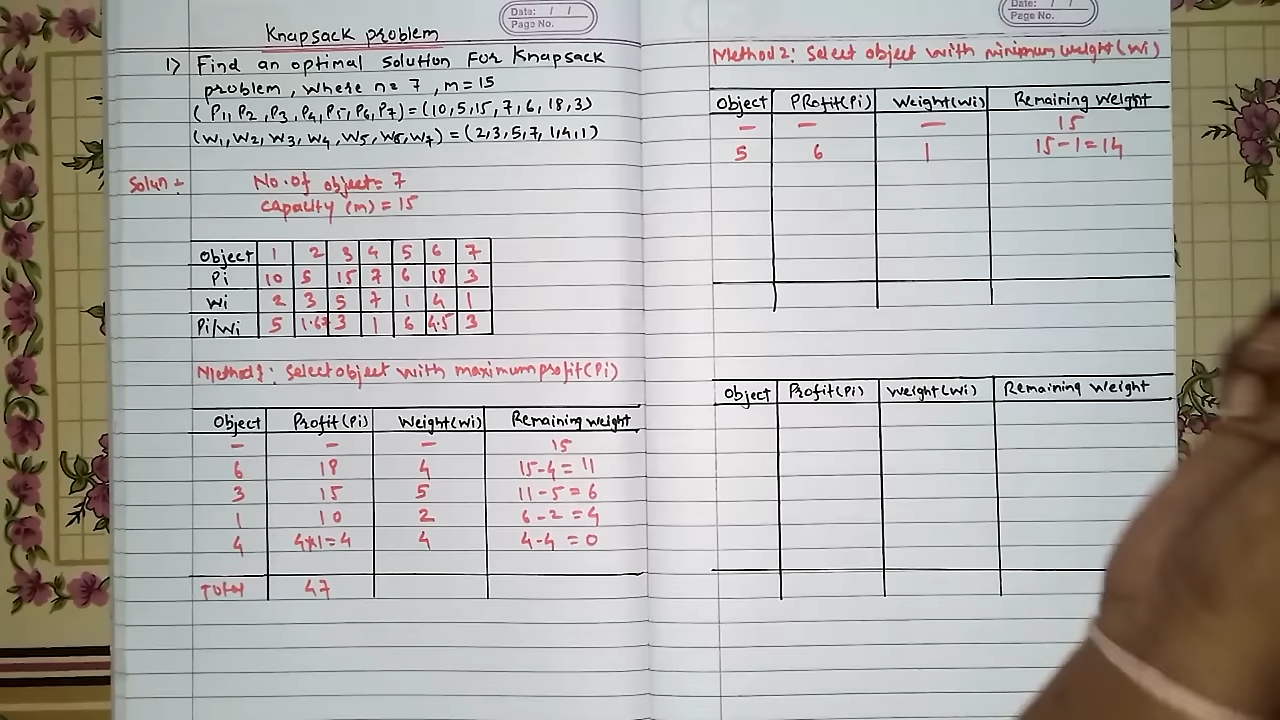 Date: / /
Page No.
Knapsack problem
1) Find an optimal solution For Knapsack
problem, where n=7, m=15
(P1, P2, P3, P4, P5, P6, P7) = (10, 5, 15, 7, 6, 18, 3)
(W1, W2, W3, W4, W5, W6, W7) = (2, 3, 5, 7, 1, 4, 1)
Soln :-
No. of object = 7
capacity (m) = 15
Object 1 2 3 4 5 6 7
Pi 10 5 15 7 6 18 3
Wi 2 3 5 7 1 4 1
Pi/Wi 5 1.67 3 1 6 4.5 3
Method 1: select object with maximum profit (Pi)
Object Profit (Pi) Weight (Wi) Remaining weight
- - - 15
6 18 4 15-4 = 11
3 15 5 11-5 = 6
1 10 2 6-2 = 4
4 4*1=4 4 4-4 = 0
Total 47
Date: / /
Page No.
Method 2: Select object with minimum weight (Wi)
Object PRofit (Pi) Weight (Wi) Remaining Weight
- - - 15
5 6 1 15-1=14
Object Profit (Pi) Weight (Wi) Remaining Weight